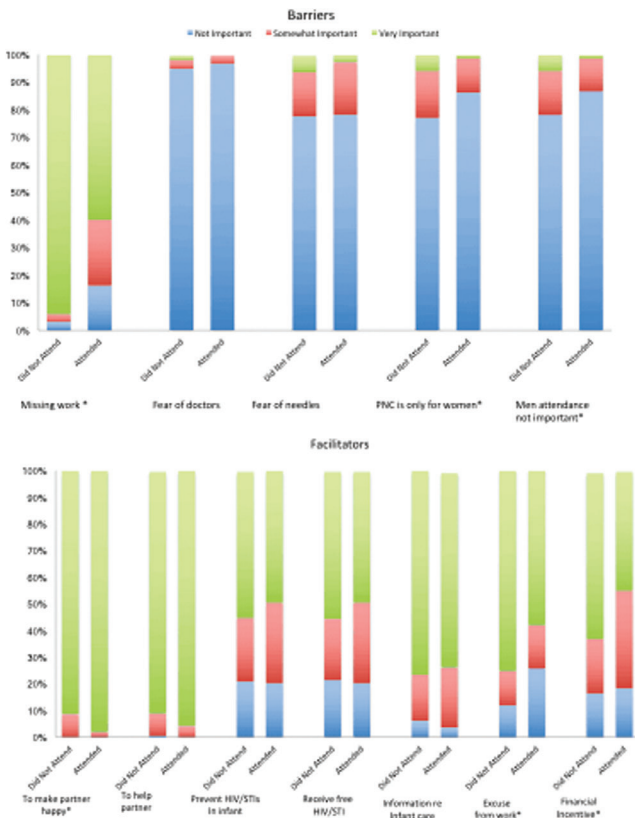 Barriers
Not Important Somewhat Important Very Important
100%
90%
80%
70%
60%
50%
40%
30%
20%
10%
0%
Did Not Attend Attended Did Not Attend Attended Did Not Attend Attended Did Not Attend Attended Did Not Attend Attended
Missing work * Fear of doctors Fear of needles PNC is only for women* Men attendance
not important*
Facilitators
100%
90%
80%
70%
60%
50%
40%
30%
20%
10%
0%
Did Not Attend Attended Did Not Attend Attended Did Not Attend Attended Did Not Attend Attended Did Not Attend Attended Did Not Attend Attended Did Not Attend Attended
To make partner To help Prevent HIV/STIs Receive free Information re Excuse Financial
happy* partner in infant HIV/STI Infant care from work* Incentive*